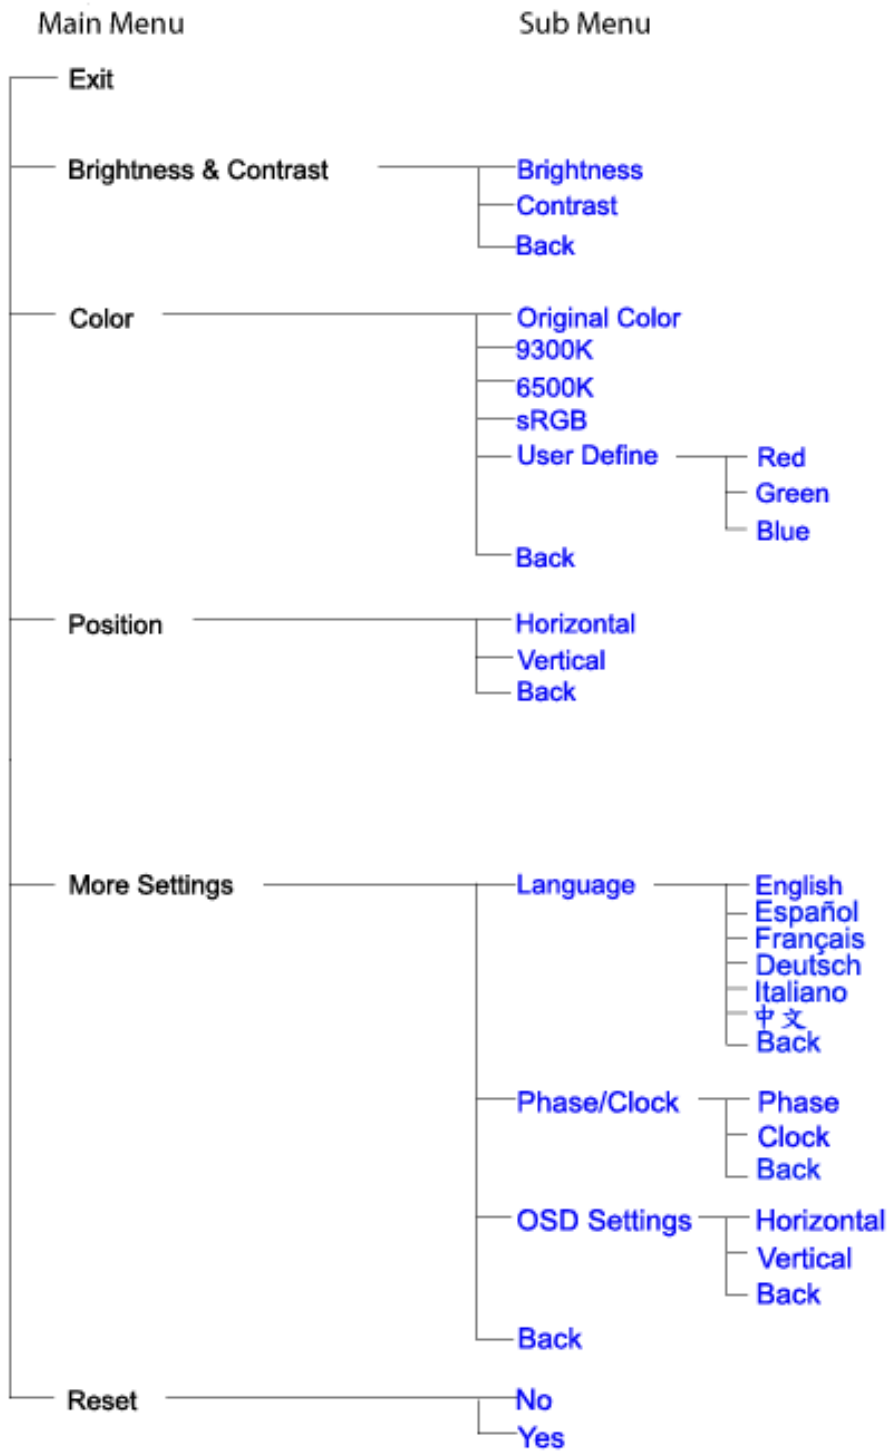 Main Menu Sub Menu
Exit
Brightness & Contrast Brightness
Contrast
Back
Color Original Color
9300K
6500K
sRGB
User Define Red
Green
Blue
Back
Position Horizontal
Vertical
Back
More Settings Language English
Español
Français
Deutsch
Italiano
中文
Back
Phase/Clock Phase
Clock
Back
OSD Settings Horizontal
Vertical
Back
Back
Reset No
Yes